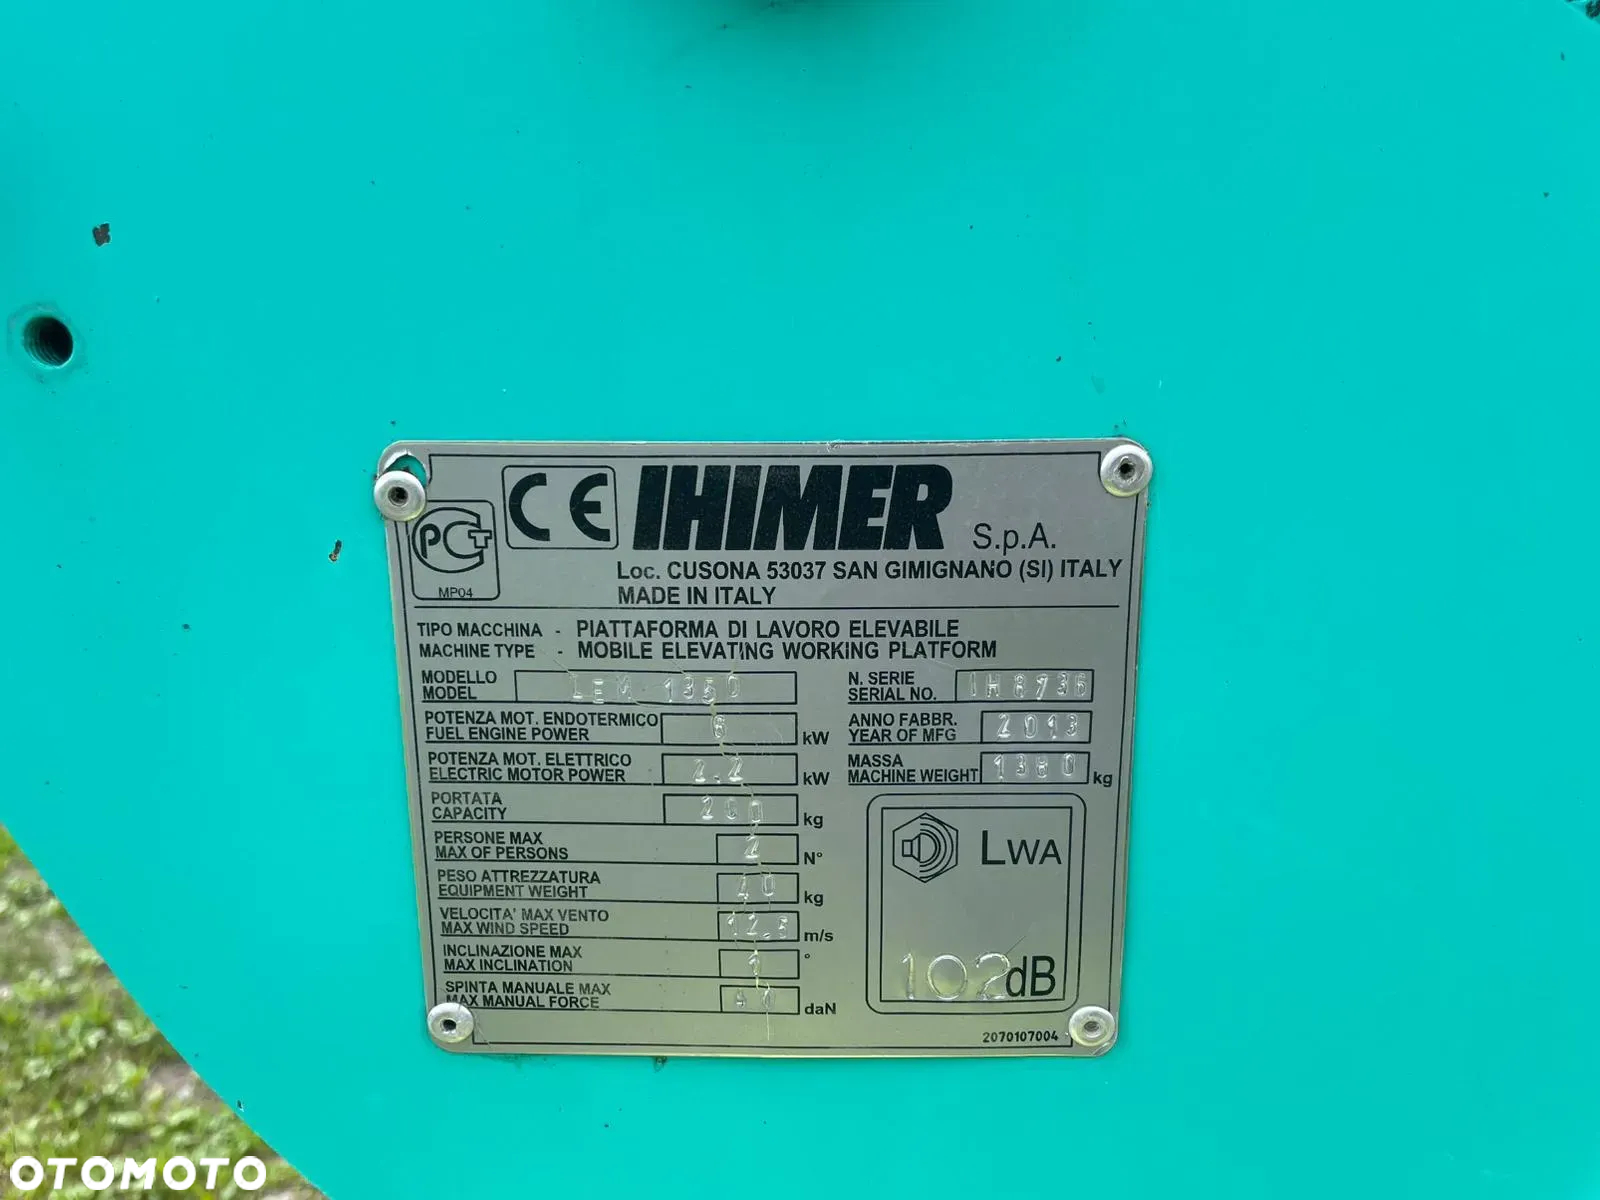 CE IHIMER S.p.A.
PCT
MP04
Loc. CUSONA 53037 SAN GIMIGNANO (SI) ITALY
MADE IN ITALY
TIPO MACCHINA - PIATTAFORMA DI LAVORO ELEVABILE
MACHINE TYPE - MOBILE ELEVATING WORKING PLATFORM
MODELLO
MODEL
1350
POTENZA MOT. ENDOTERMICO
FUEL ENGINE POWER
6 kW
POTENZA MOT. ELETTRICO
ELECTRIC MOTOR POWER
2.2 kW
PORTATA
CAPACITY
200 kg
PERSONE MAX
MAX OF PERSONS
2 N°
PESO ATTREZZATURA
EQUIPMENT WEIGHT
40 kg
VELOCITA' MAX VENTO
MAX WIND SPEED
12.5 m/s
INCLINAZIONE MAX
MAX INCLINATION
1 °
SPINTA MANUALE MAX
MAX MANUAL FORCE
40 daN
N. SERIE
SERIAL NO.
IH8736
ANNO FABBR.
YEAR OF MFG
2013
MASSA
MACHINE WEIGHT
1380 kg
LWA
102 dB
2070107004
OTOMOTO